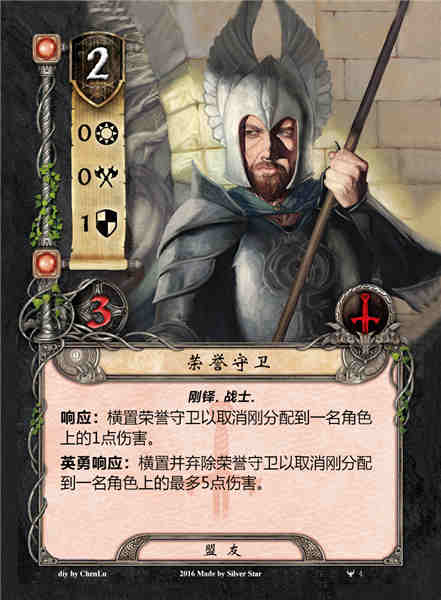 2
0
0
1
3
荣誉守卫
刚铎. 战士.
响应：横置荣誉守卫以取消刚分配到一名角色
上的1点伤害。
英勇响应：横置并弃除荣誉守卫以取消刚分配
到一名角色上的最多5点伤害。
盟友
diy by ChenLu
2016 Made by Silver Star
4